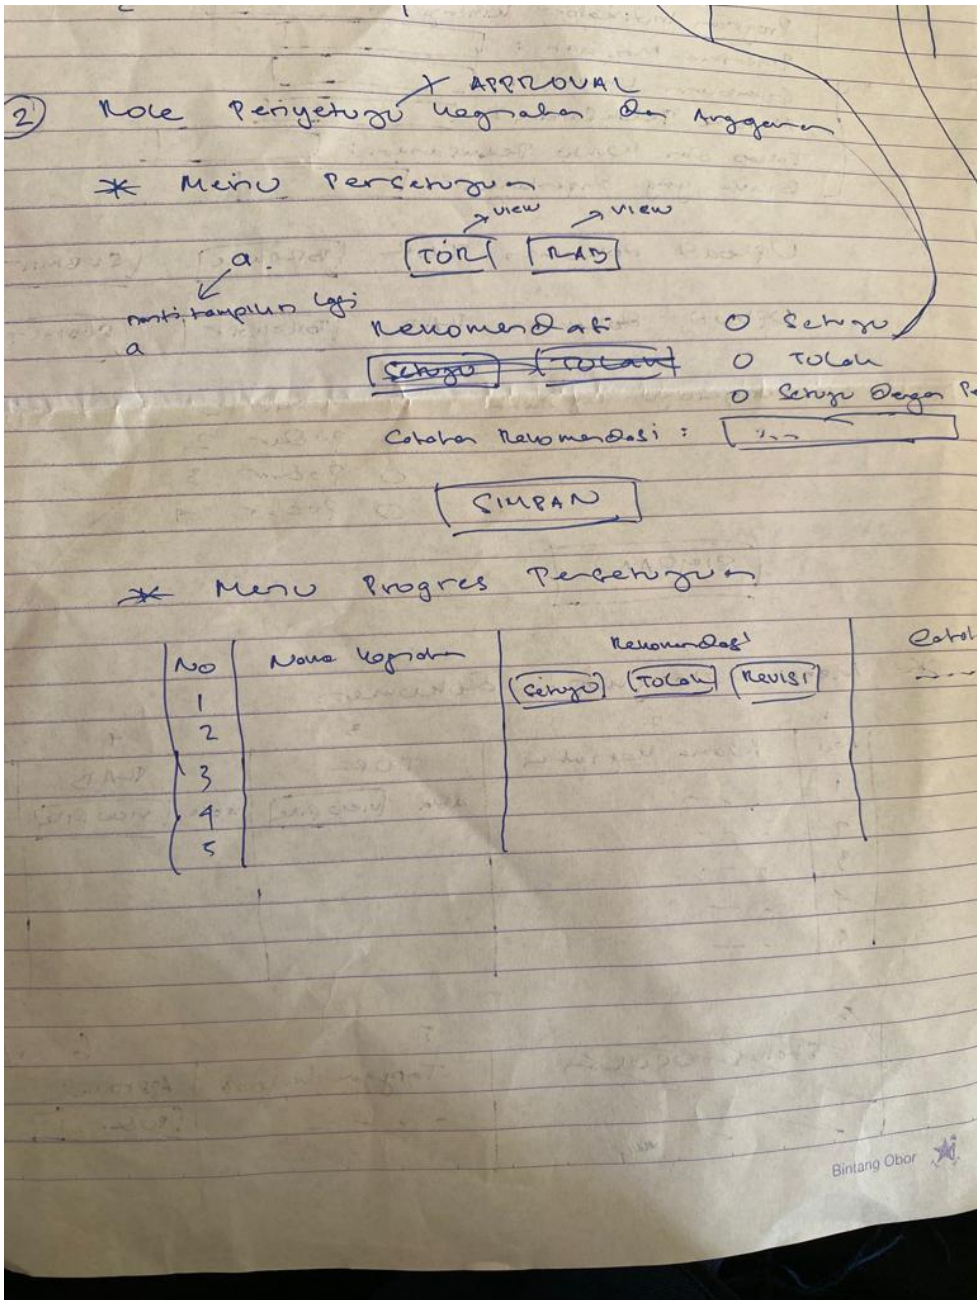 → APPROVAL
② Role Penyetuju Kegiatan dan Anggaran
* Menu Persetujuan
view view
a. TOR RAB
nanti tampilin lagi
a
Rekomendasi O Setuju
Setuju TOLAK O TOLAK
O Setuju Dengan Pe
Catatan Rekomendasi : ...
SIMPAN
* Menu Progres Persetujuan
No Nama Kegiatan Rekomendasi Catat
1 Setuju TOLAK REVISI ....
2
3
4
5
Bintang Obor